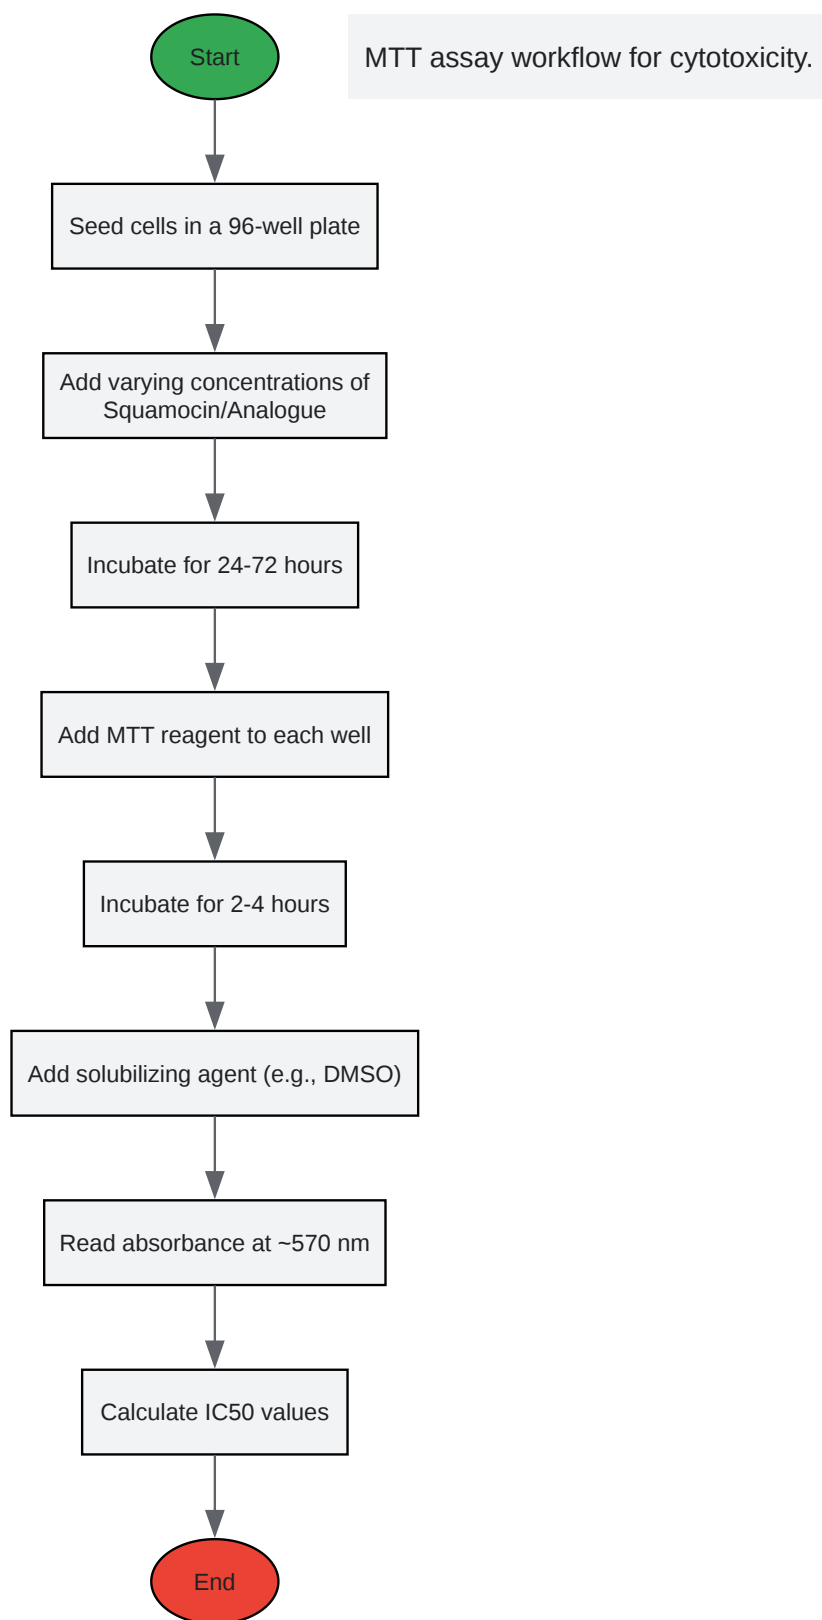 Start
MTT assay workflow for cytotoxicity.
Seed cells in a 96-well plate
Add varying concentrations of
Squamocin/Analogue
Incubate for 24-72 hours
Add MTT reagent to each well
Incubate for 2-4 hours
Add solubilizing agent (e.g., DMSO)
Read absorbance at ~570 nm
Calculate IC50 values
End